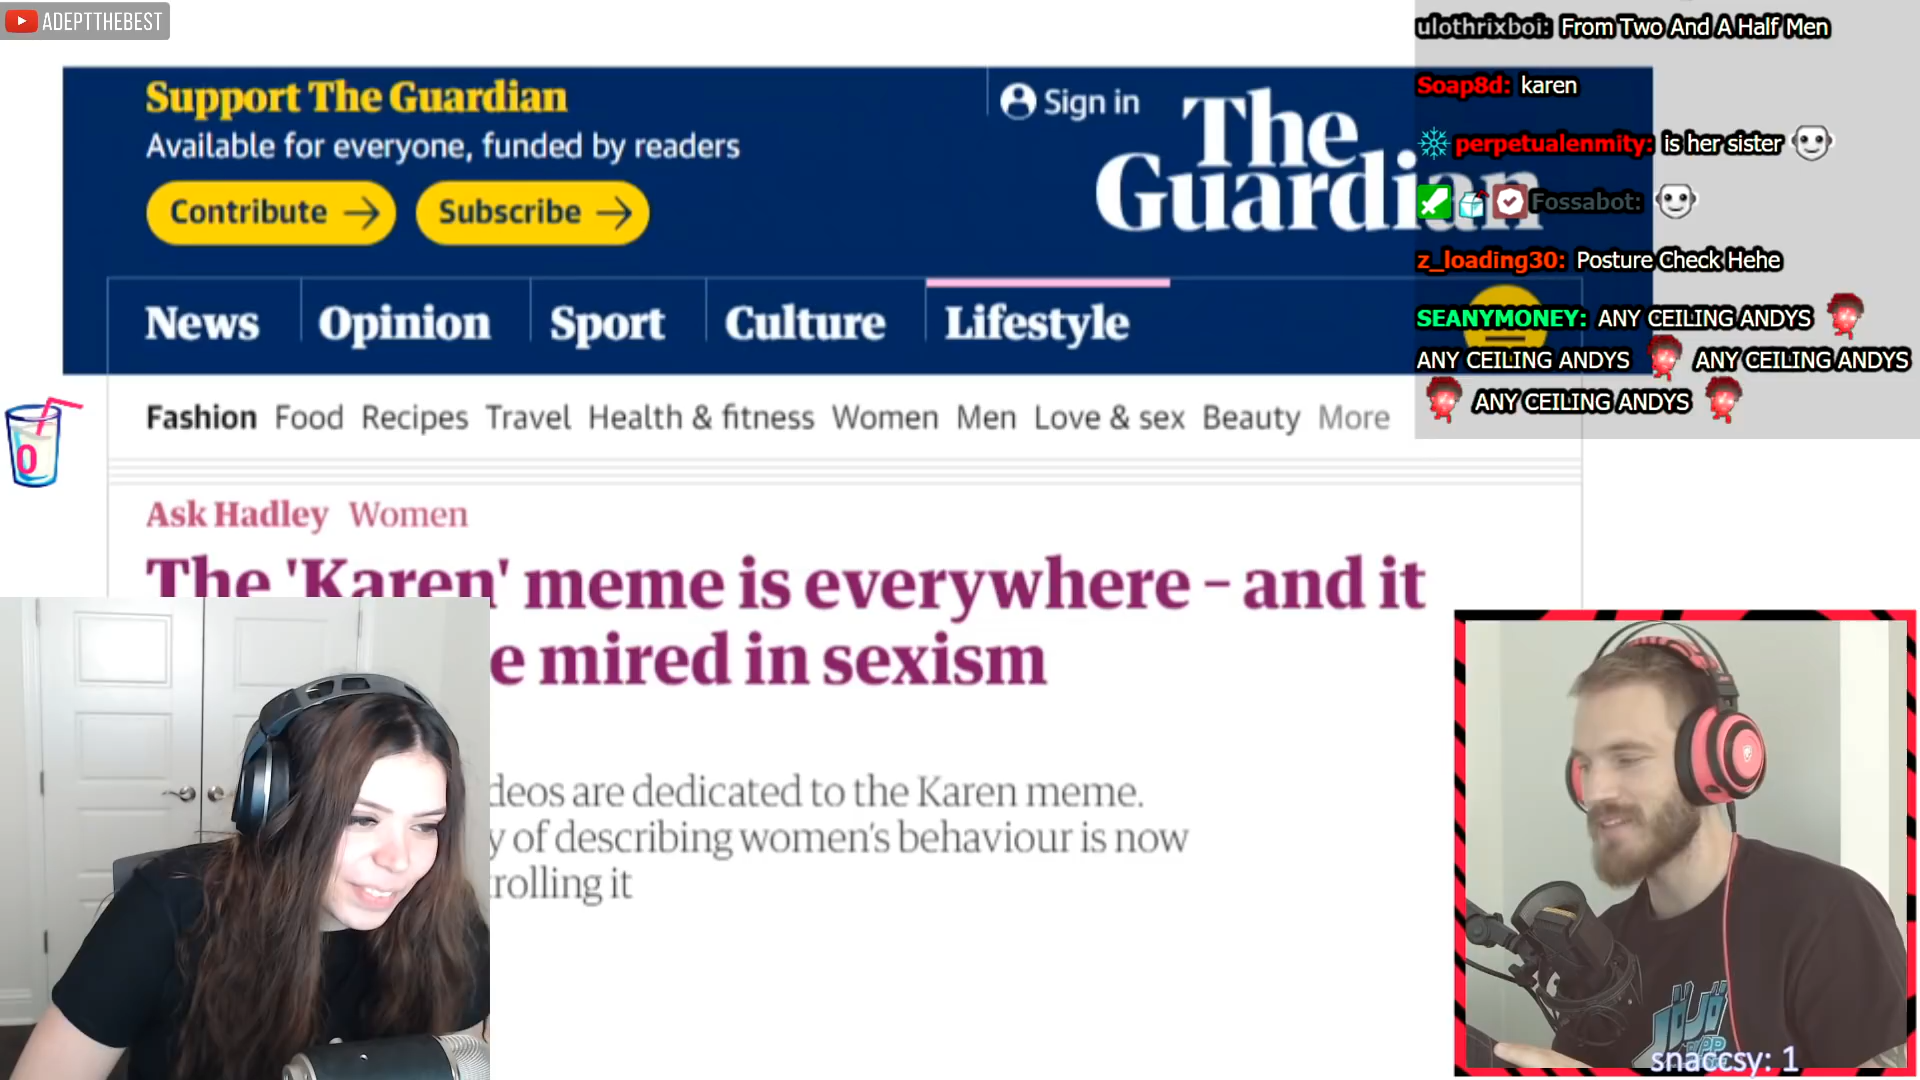 ADEPTTHEBEST
Support The Guardian
Available for everyone, funded by readers
Contribute
Subscribe
Sign in
The
Guardian
News
Opinion
Sport
Culture
Lifestyle
Fashion Food Recipes Travel Health & fitness Women Men Love & sex Beauty More
Ask Hadley Women
The 'Karen' meme is everywhere – and it
e mired in sexism
deos are dedicated to the Karen meme.
y of describing women's behaviour is now
rolling it
0
ulothrixboi: From Two And A Half Men
Soap8d: karen
perpetualenmity: is her sister
Fossabot:
z_loading30: Posture Check Hehe
SEANYMONEY: ANY CEILING ANDYS
ANY CEILING ANDYS ANY CEILING ANDYS
ANY CEILING ANDYS
JOJO
snaccsy: 1